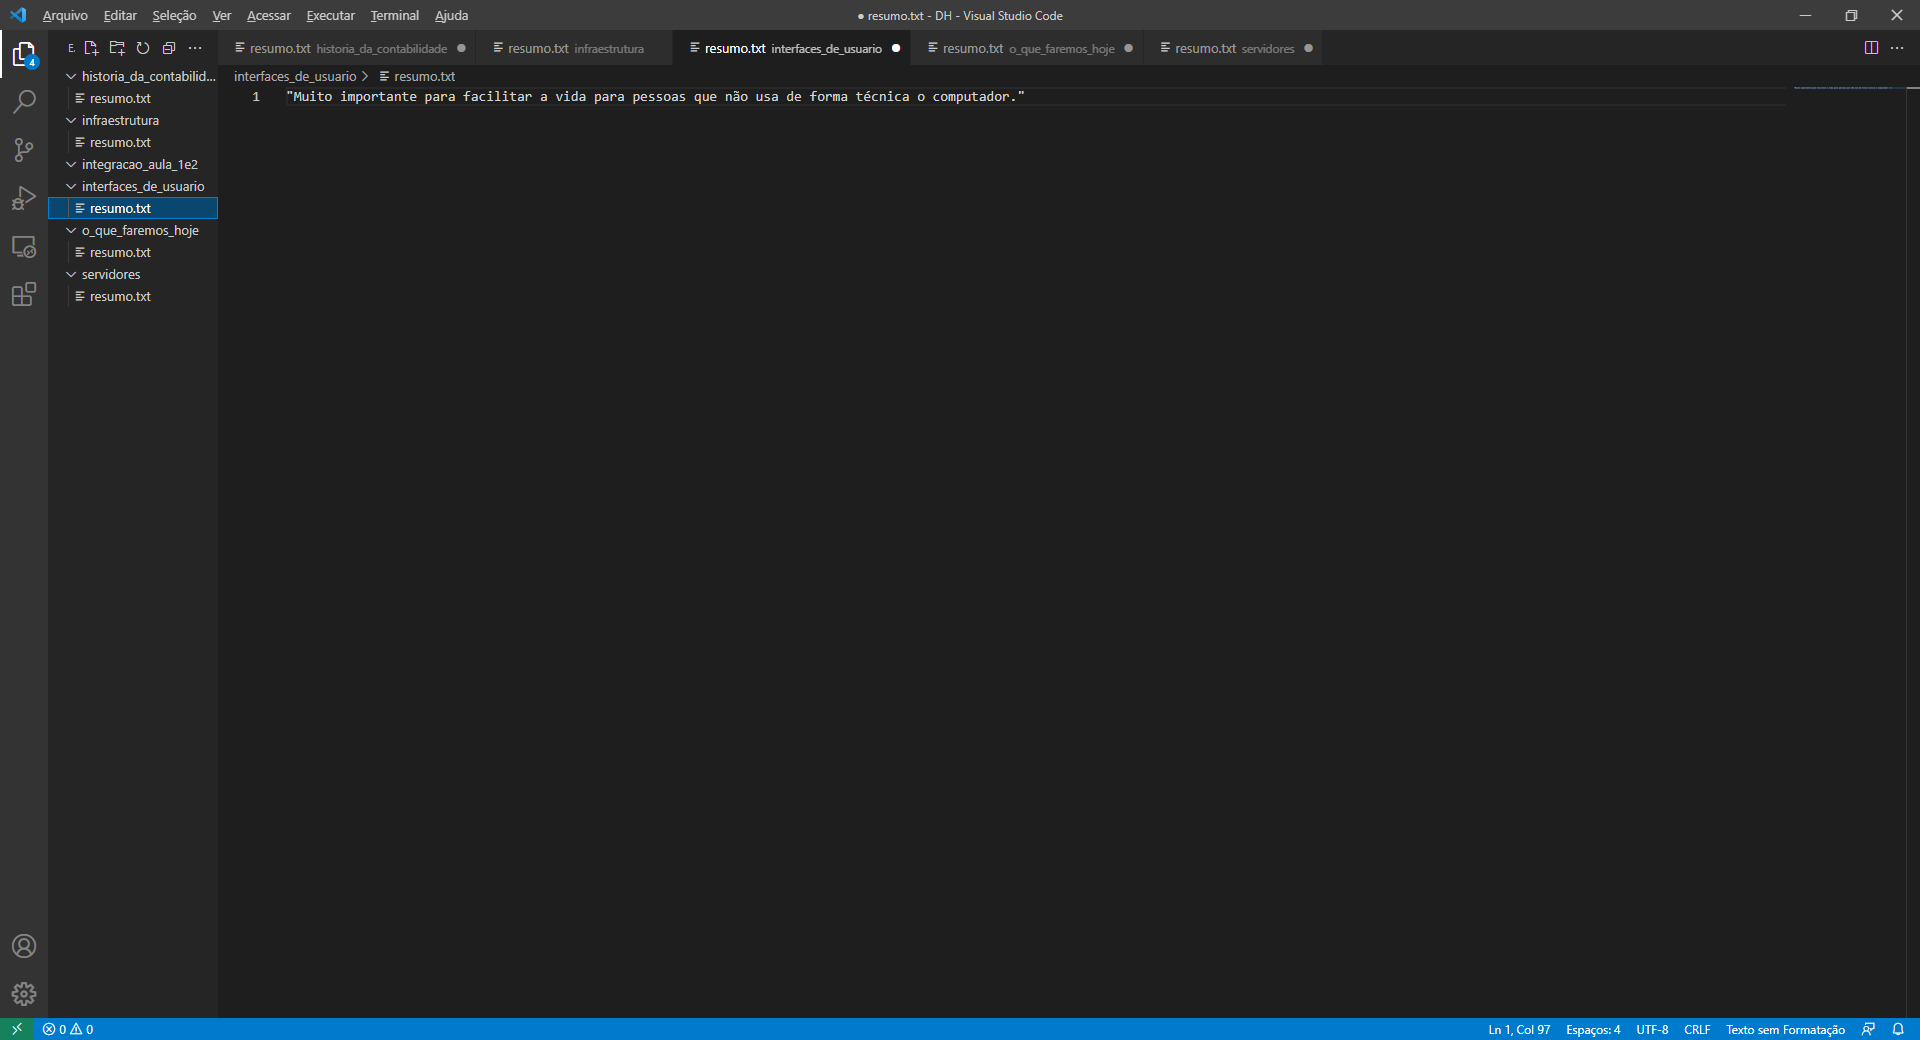 Arquivo Editar Seleção Ver Acessar Executar Terminal Ajuda
● resumo.txt - DH - Visual Studio Code
4
E.
historia_da_contabilid...
resumo.txt
infraestrutura
resumo.txt
integracao_aula_1e2
interfaces_de_usuario
resumo.txt
o_que_faremos_hoje
resumo.txt
servidores
resumo.txt
resumo.txt historia_da_contabilidade
resumo.txt infraestrutura
resumo.txt interfaces_de_usuario
resumo.txt o_que_faremos_hoje
resumo.txt servidores
interfaces_de_usuario > resumo.txt
1 "Muito importante para facilitar a vida para pessoas que não usa de forma técnica o computador."
0 0
Ln 1, Col 97 Espaços: 4 UTF-8 CRLF Texto sem Formatação